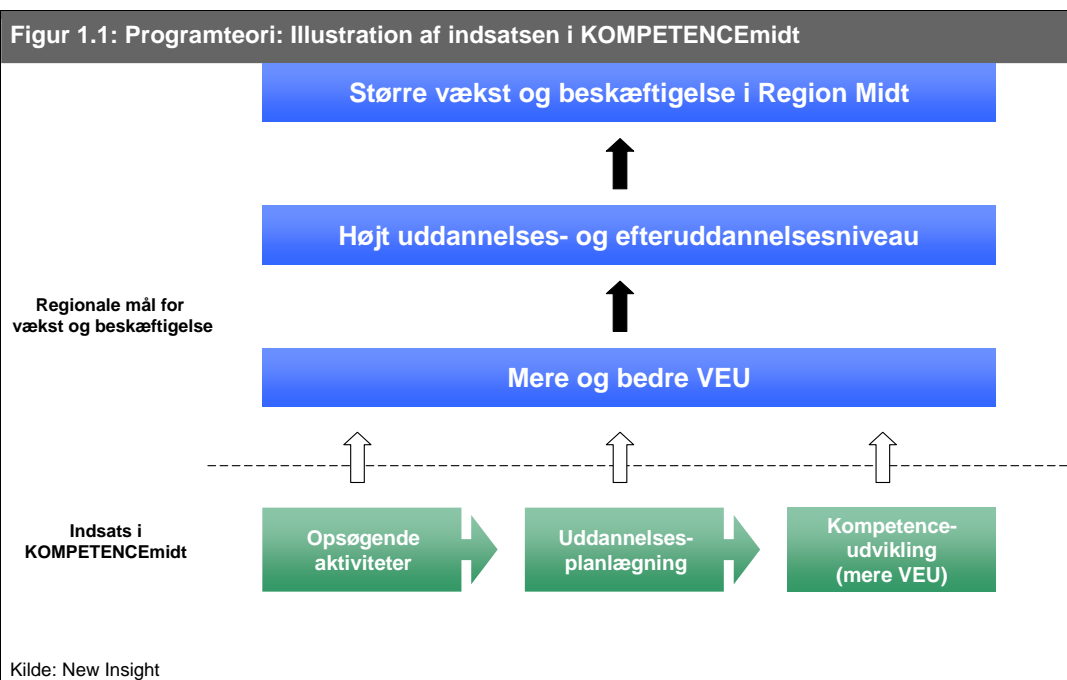 Figur 1.1: Programteori: Illustration af indsatsen i KOMPETENCEmidt
Større vækst og beskæftigelse i Region Midt
Højt uddannelses- og efteruddannelsesniveau
Regionale mål for
vækst og beskæftigelse
Mere og bedre VEU
Indsats i
KOMPETENCEmidt
Opsøgende
aktiviteter
Uddannelses-
planlægning
Kompetence-
udvikling
(mere VEU)
Kilde: New Insight